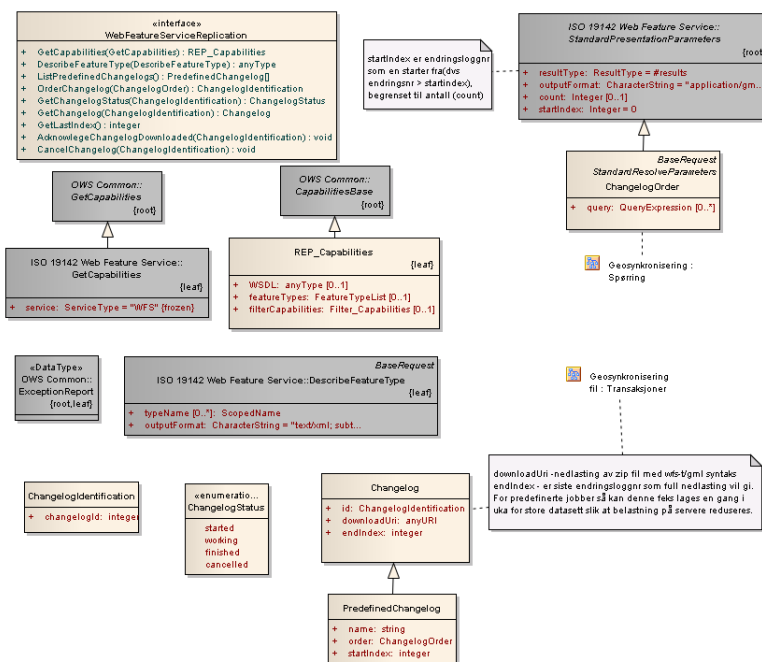 «interface»
WebFeatureServiceReplication
+ GetCapabilities(GetCapabilities) : REP_Capabilities
+ DescribeFeatureType(DescribeFeatureType) : anyType
+ ListPredefinedChangelogs() : PredefinedChangelog[]
+ OrderChangelog(ChangelogOrder) : ChangelogIdentification
+ GetChangelogStatus(ChangelogIdentification) : ChangelogStatus
+ GetChangelog(ChangelogIdentification) : Changelog
+ GetLastIndex() : integer
+ AcknowlegeChangelogDownloaded(ChangelogIdentification) : void
+ CancelChangelog(ChangelogIdentification) : void
startIndex er endringsloggnr
som en starter fra(dvs
endringsnr > startindex),
begrenset til antall (count)
ISO 19142 Web Feature Service::
StandardPresentationParameters
{root}
+ resultType: ResultType = #results
+ outputFormat: CharacterString = "application/gm...
+ count: Integer [0..1]
+ startIndex: Integer = 0
BaseRequest
StandardResolveParameters
ChangelogOrder
+ query: QueryExpression [0..*]
Geosynkronisering :
Spørring
OWS Common::
GetCapabilities
{root}
OWS Common::
CapabilitiesBase
{root}
ISO 19142 Web Feature Service::
GetCapabilities
{leaf}
+ service: ServiceType = "WFS" {frozen}
REP_Capabilities
{leaf}
+ WSDL: anyType [0..1]
+ featureTypes: FeatureTypeList [0..1]
+ filterCapabilities: Filter_Capabilities [0..1]
«DataType»
OWS Common::
ExceptionReport
{root,leaf}
BaseRequest
ISO 19142 Web Feature Service::DescribeFeatureType
{leaf}
+ typeName [0..*]: ScopedName
+ outputFormat: CharacterString = "text/xml; subt...
Geosynkronisering
fil : Transaksjoner
downloadUri -nedlasting av zip fil med wfs-t/gml syntaks
endIndex - er siste endringsloggnr som full nedlasting vil gi.
For predefinerte jobber så kan denne feks lages en gang i
uka for store datasett slik at belastning på servere reduseres.
ChangelogIdentification
+ changelogId: integer
«enumeratio...
ChangelogStatus
started
working
finished
cancelled
Changelog
+ id: ChangelogIdentification
+ downloadUri: anyURI
+ endIndex: integer
PredefinedChangelog
+ name: string
+ order: ChangelogOrder
+ startIndex: integer